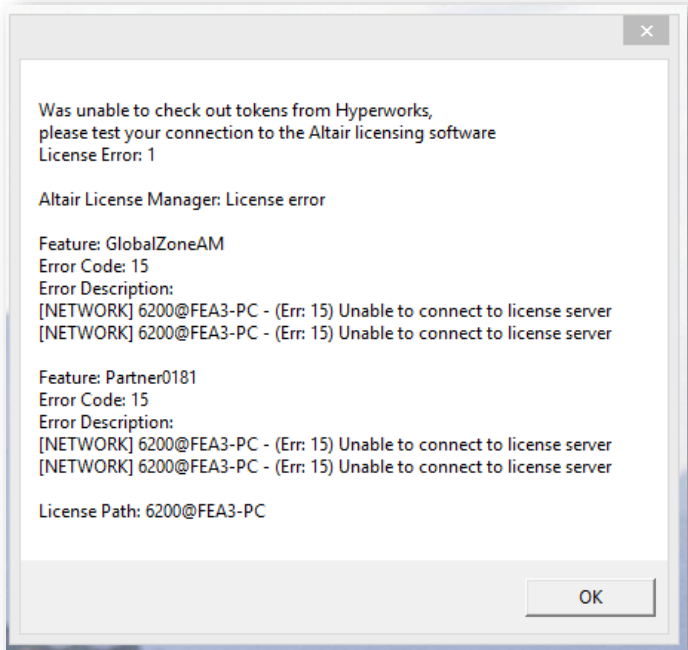 Was unable to check out tokens from Hyperworks,
please test your connection to the Altair licensing software
License Error: 1
Altair License Manager: License error
Feature: GlobalZoneAM
Error Code: 15
Error Description:
[NETWORK] 6200@FEA3-PC - (Err: 15) Unable to connect to license server
[NETWORK] 6200@FEA3-PC - (Err: 15) Unable to connect to license server
Feature: Partner0181
Error Code: 15
Error Description:
[NETWORK] 6200@FEA3-PC - (Err: 15) Unable to connect to license server
[NETWORK] 6200@FEA3-PC - (Err: 15) Unable to connect to license server
License Path: 6200@FEA3-PC
OK